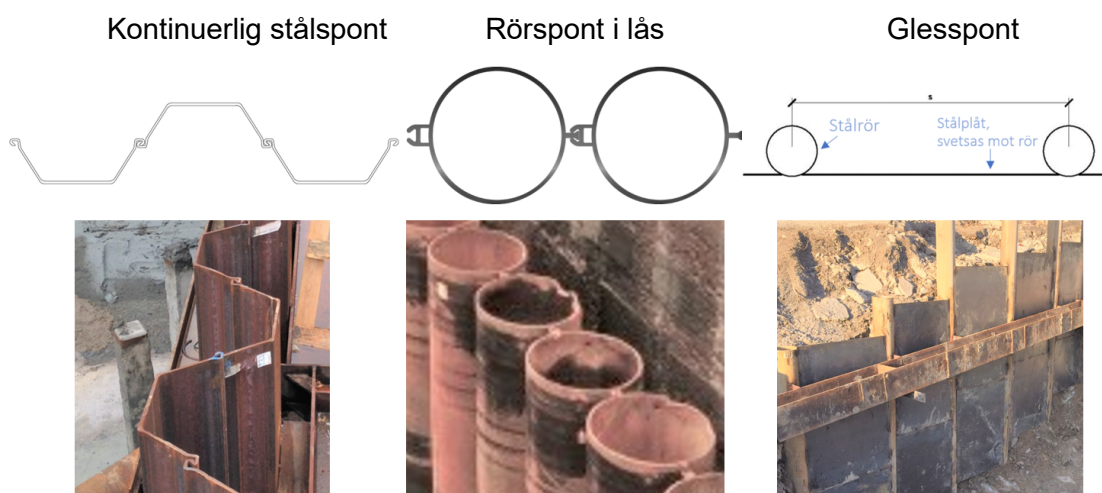 Kontinuerlig stålspont
Rörspont i lås
Glesspont
s
Stålrör
Stålplåt,
svetsas mot rör